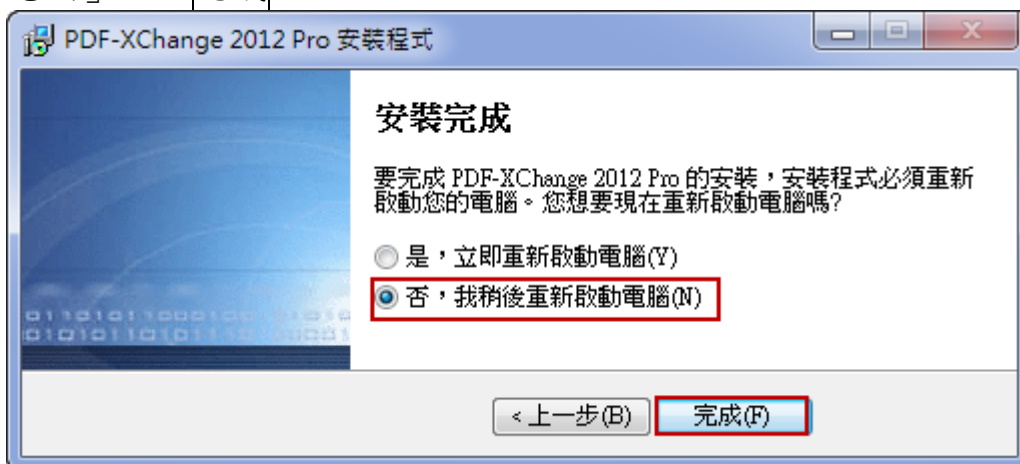 PDF-XChange 2012 Pro 安裝程式
安裝完成
要完成 PDF-XChange 2012 Pro 的安裝，安裝程式必須重新
啟動您的電腦。您想要現在重新啟動電腦嗎?
是，立即重新啟動電腦(Y)
否，我稍後重新啟動電腦(N)
<上一步(B)
完成(F)